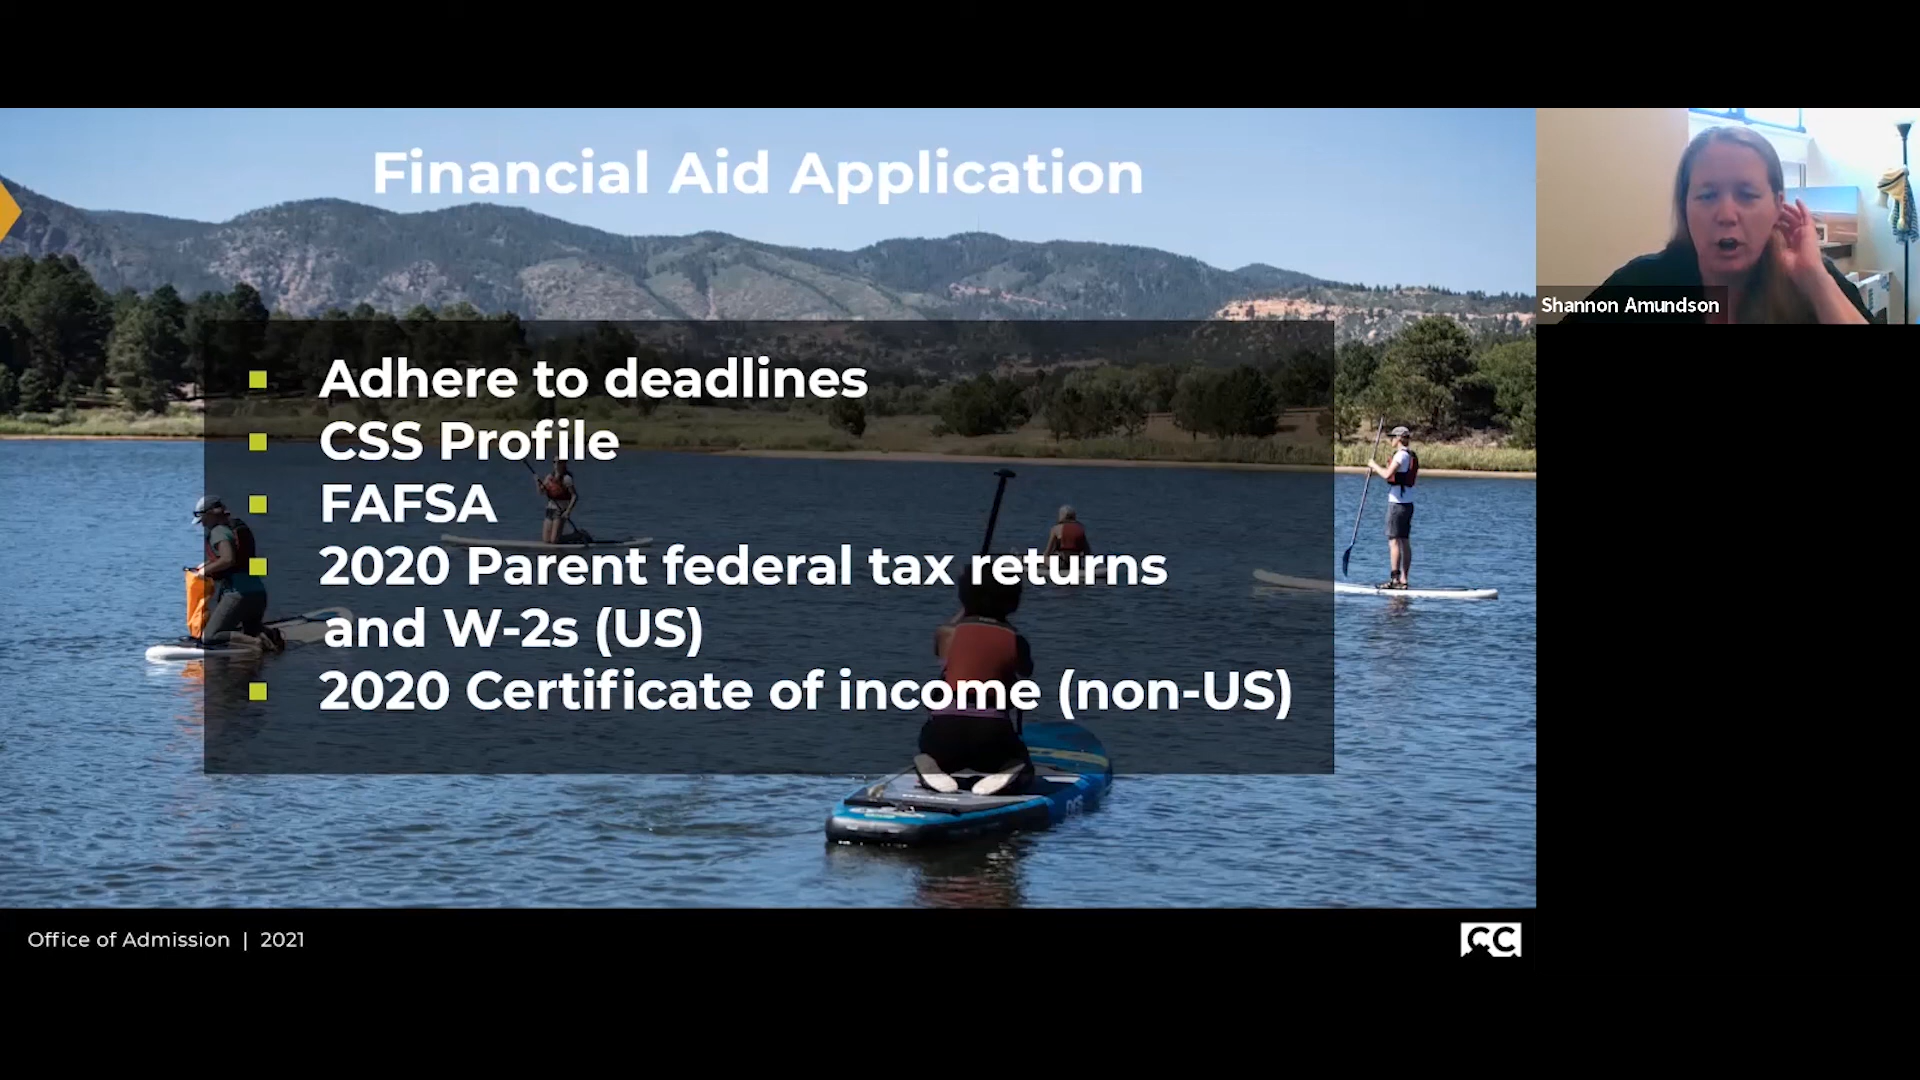 Financial Aid Application
Shannon Amundson
Adhere to deadlines
CSS Profile
FAFSA
2020 Parent federal tax returns
and W-2s (US)
2020 Certificate of income (non-US)
Office of Admission | 2021
CC